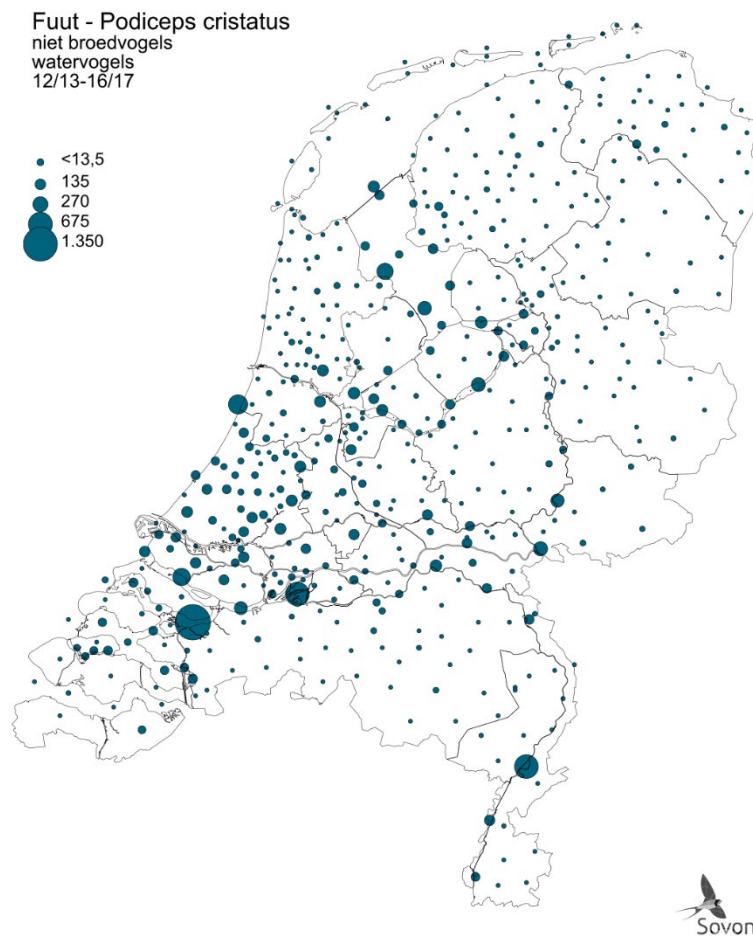 Fuut - Podiceps cristatus
niet broedvogels
watervogels
12/13-16/17
<13,5
135
270
675
1.350
Sovon